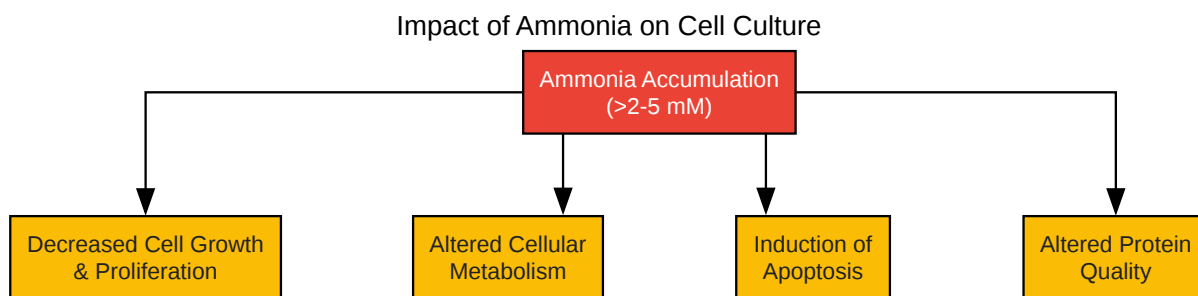 Impact of Ammonia on Cell Culture
Ammonia Accumulation
(>2-5 mM)
Decreased Cell Growth
& Proliferation
Altered Cellular
Metabolism
Induction of
Apoptosis
Altered Protein
Quality